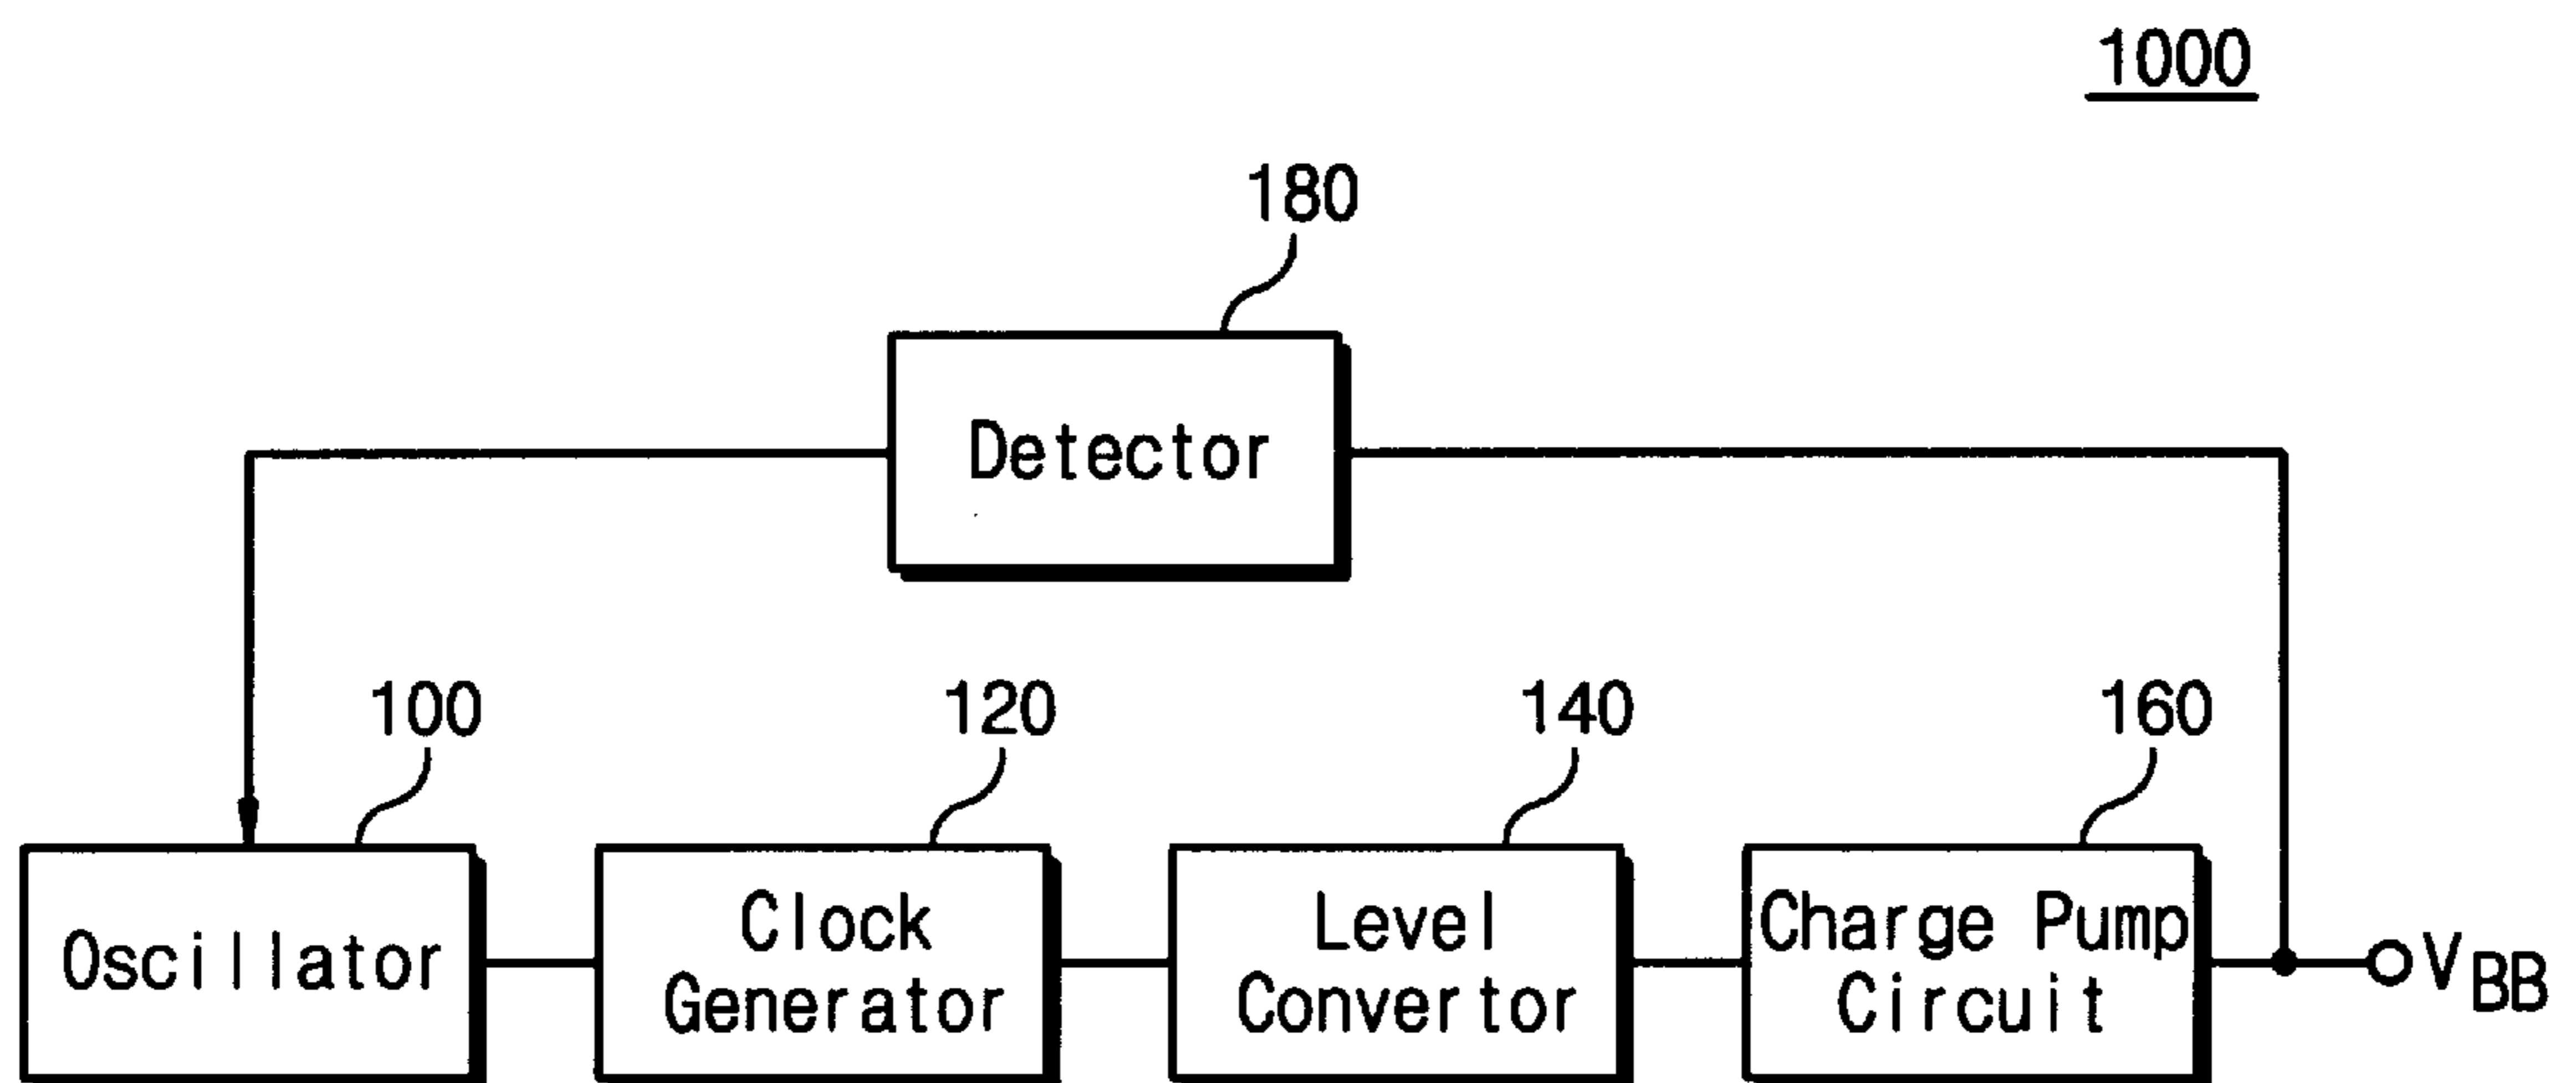 1000
180
Detector
100
120
140
160
Oscillator
Clock
Generator
Level
Convertor
Charge Pump
Circuit
VBB